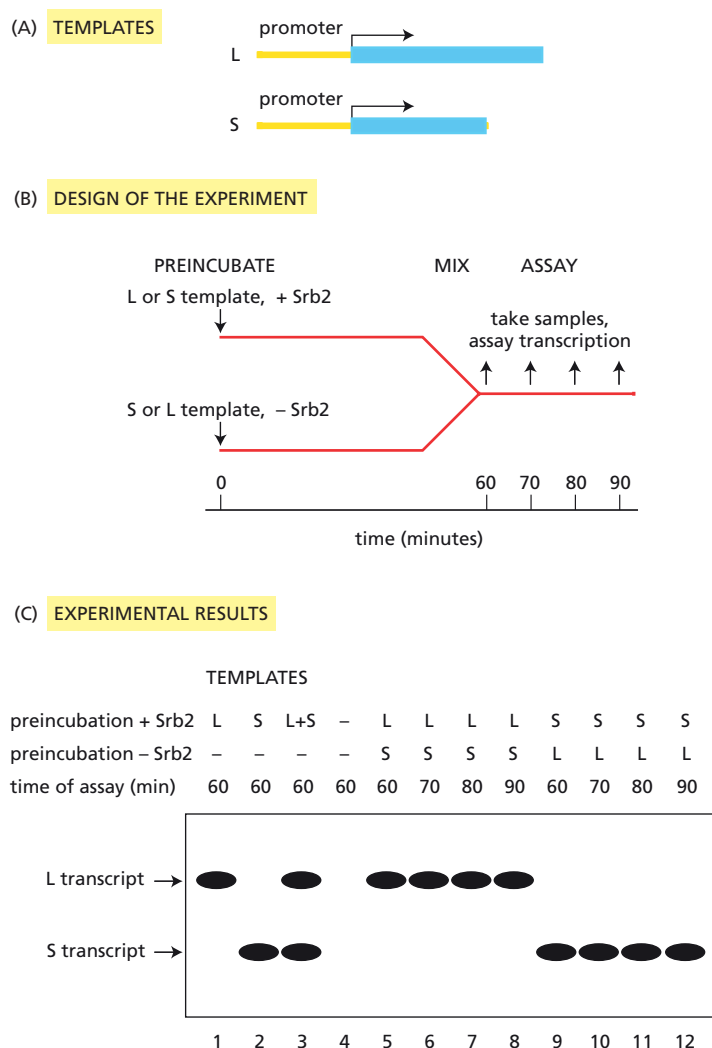 (A) TEMPLATES
promoter
L
promoter
S
(B) DESIGN OF THE EXPERIMENT
PREINCUBATE MIX ASSAY
L or S template, + Srb2
take samples,
assay transcription
S or L template, – Srb2
0 60 70 80 90
time (minutes)
(C) EXPERIMENTAL RESULTS
TEMPLATES
preincubation + Srb2 L S L+S – L L L L S S S S
preincubation – Srb2 – – – – S S S S L L L L
time of assay (min) 60 60 60 60 60 70 80 90 60 70 80 90
L transcript
S transcript
1 2 3 4 5 6 7 8 9 10 11 12